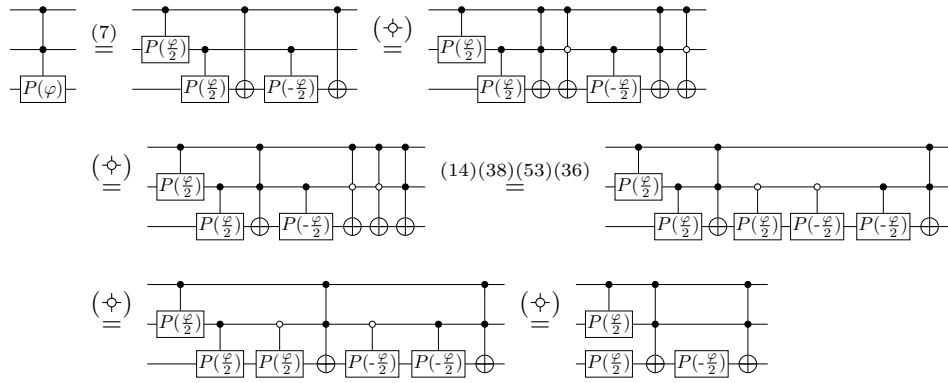 P(φ) (7) = P(φ/2) P(φ/2) P(-φ/2) (-◇-) = P(φ/2) P(φ/2) P(-φ/2)
(-◇-) = P(φ/2) P(φ/2) P(-φ/2) (14)(38)(53)(36) = P(φ/2) P(φ/2) P(φ/2) P(-φ/2) P(-φ/2)
(-◇-) = P(φ/2) P(φ/2) P(φ/2) P(-φ/2) P(-φ/2) (-◇-) = P(φ/2) P(φ/2) P(-φ/2)